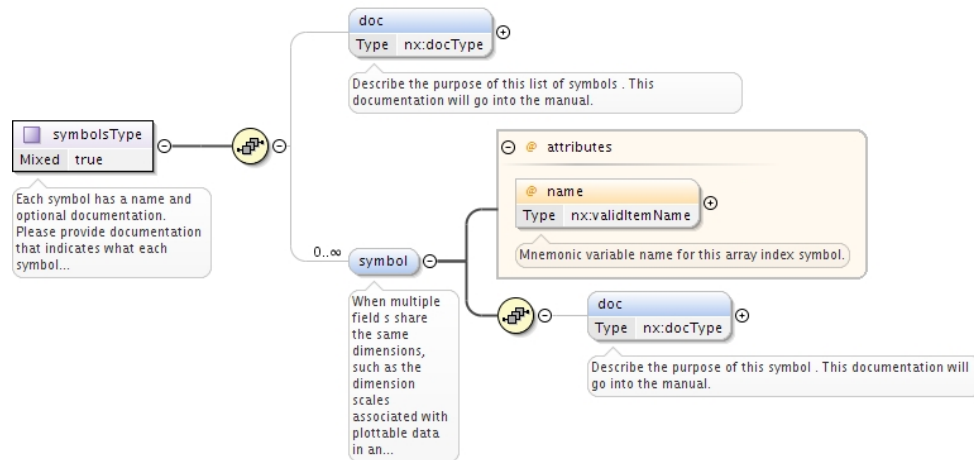 doc
Type nx:docType
Describe the purpose of this list of symbols . This
documentation will go into the manual.
symbolsType
Mixed true
Each symbol has a name and
optional documentation.
Please provide documentation
that indicates what each
symbol...
@ attributes
@ name
Type nx:validItemName
Mnemonic variable name for this array index symbol.
0..∞
symbol
When multiple
field s share
the same
dimensions,
such as the
dimension
scales
associated with
plottable data
in an...
doc
Type nx:docType
Describe the purpose of this symbol . This documentation will
go into the manual.